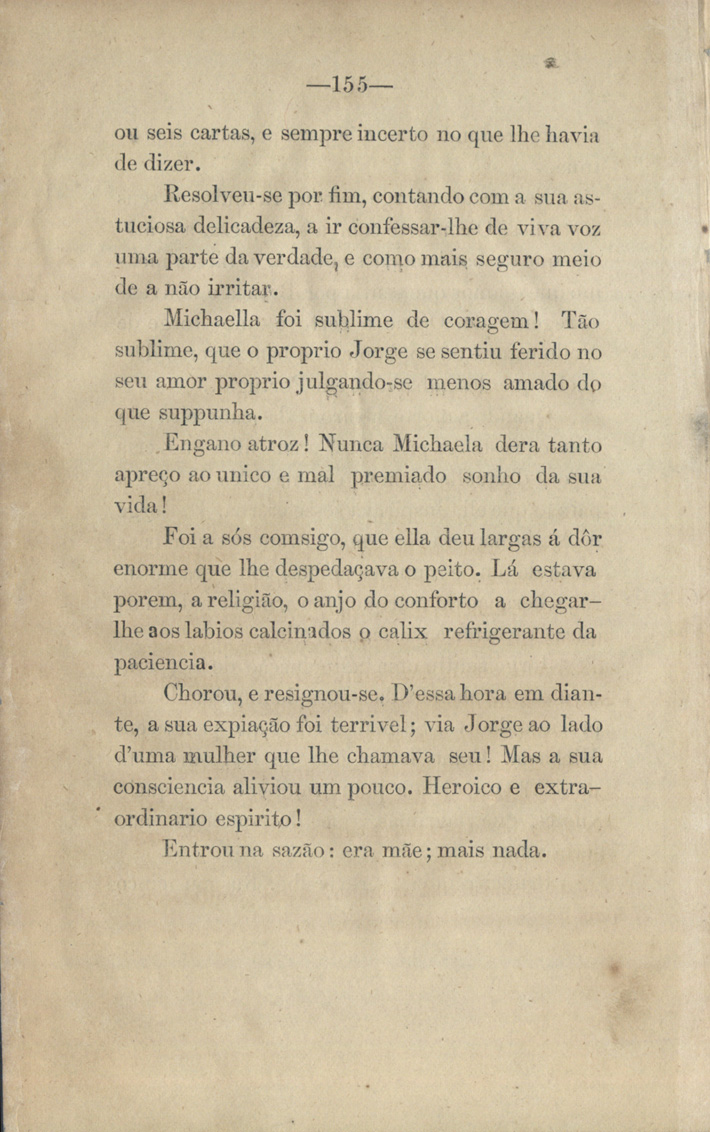 —155—
ou seis cartas, e sempre incerto no que lhe havia
de dizer.
Resolveu-se por fim, contando com a sua as-
tuciosa delicadeza, a ir confessar-lhe de viva voz
uma parte da verdade, e como mais seguro meio
de a não irritar.
Michaella foi sublime de coragem! Tão
sublime, que o proprio Jorge se sentiu ferido no
seu amor proprio julgando-se menos amado do
que suppunha.
Engano atroz! Nunca Michaela dera tanto
apreço ao unico e mal premiado sonho da sua
vida!
Foi a sós comsigo, que ella deu largas á dôr
enorme que lhe despedaçava o peito. Lá estava
porem, a religião, o anjo do conforto a chegar-
lhe aos labios calcinados o calix refrigerante da
paciencia.
Chorou, e resignou-se. D'essa hora em dian-
te, a sua expiação foi terrivel; via Jorge ao lado
d'uma mulher que lhe chamava seu! Mas a sua
consciencia aliviou um pouco. Heroico e extra-
ordinario espirito!
Entrou na sazão: era mãe; mais nada.